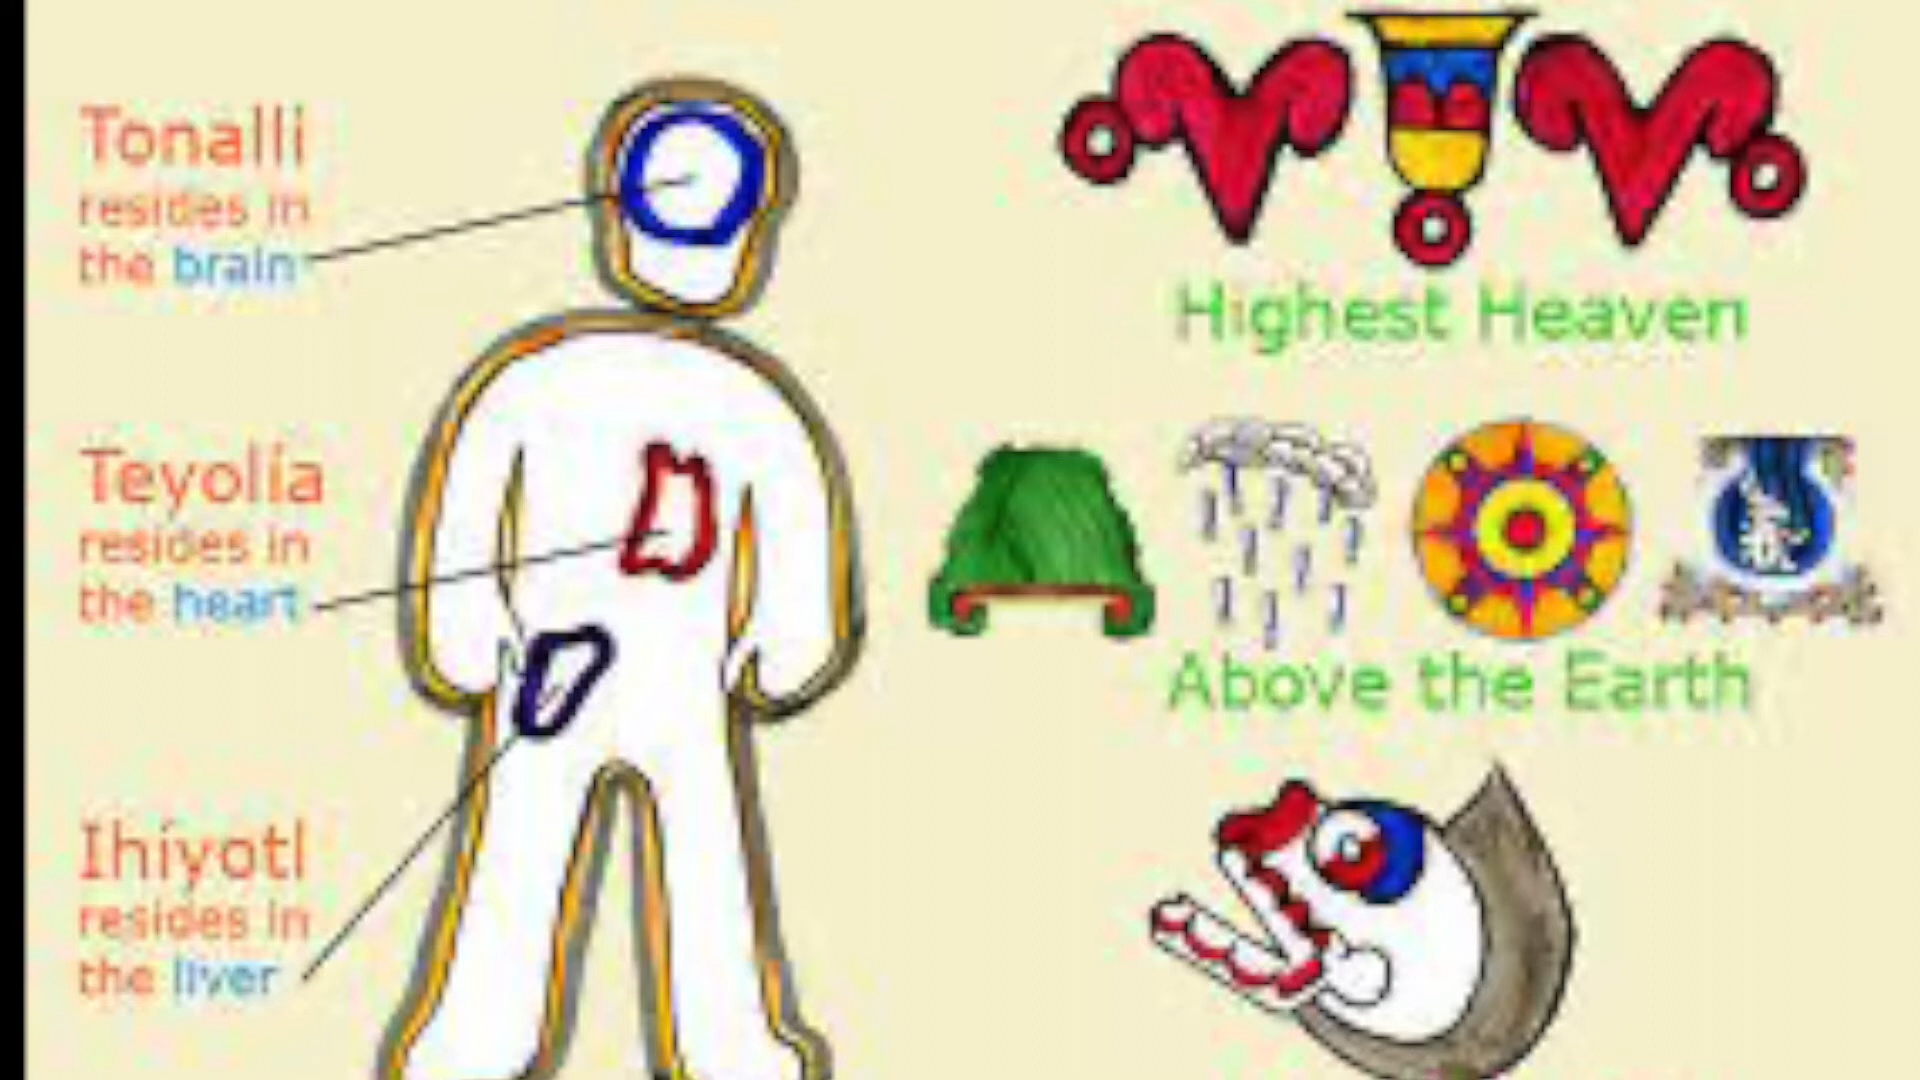 Tonalli
resides in
the brain
Teyolía
resides in
the heart
Ihíyotl
resides in
the liver
Highest Heaven
Above the Earth